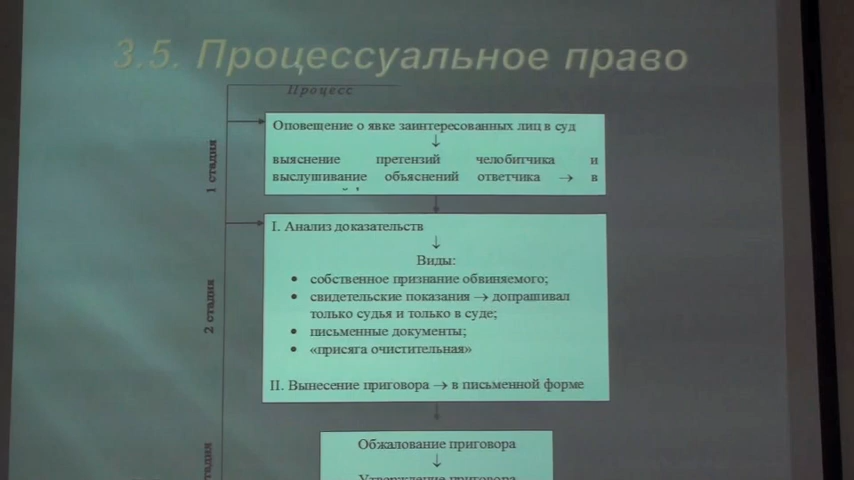 3.5. Процессуальное право
Процесс
1 стадия
Оповещение о явке заинтересованных лиц в суд
↓
выяснение претензий челобитчика и
выслушивание объяснений ответчика → в
2 стадия
I. Анализ доказательств
↓
Виды:
• собственное признание обвиняемого;
• свидетельские показания → допрашивал
только судья и только в суде;
• письменные документы;
• «присяга очистительная»
II. Вынесение приговора → в письменной форме
Обжалование приговора
↓
Утверждение приговора